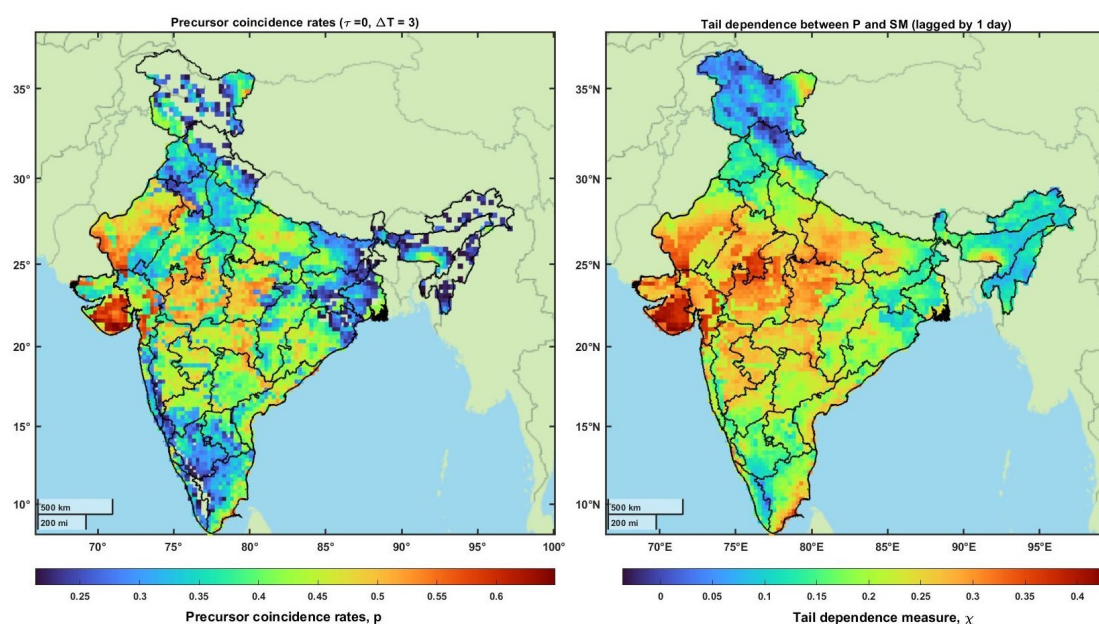 Precursor coincidence rates (τ =0, ΔT = 3)
35°
30°
25°
20°
15°
10°
500 km
200 mi
70° 75° 80° 85° 90° 95° 100°
0.25 0.3 0.35 0.4 0.45 0.5 0.55 0.6
Precursor coincidence rates, p
Tail dependence between P and SM (lagged by 1 day)
35°N
30°N
25°N
20°N
15°N
10°N
500 km
200 mi
70°E 75°E 80°E 85°E 90°E 95°E
0 0.05 0.1 0.15 0.2 0.25 0.3 0.35 0.4
Tail dependence measure, χ